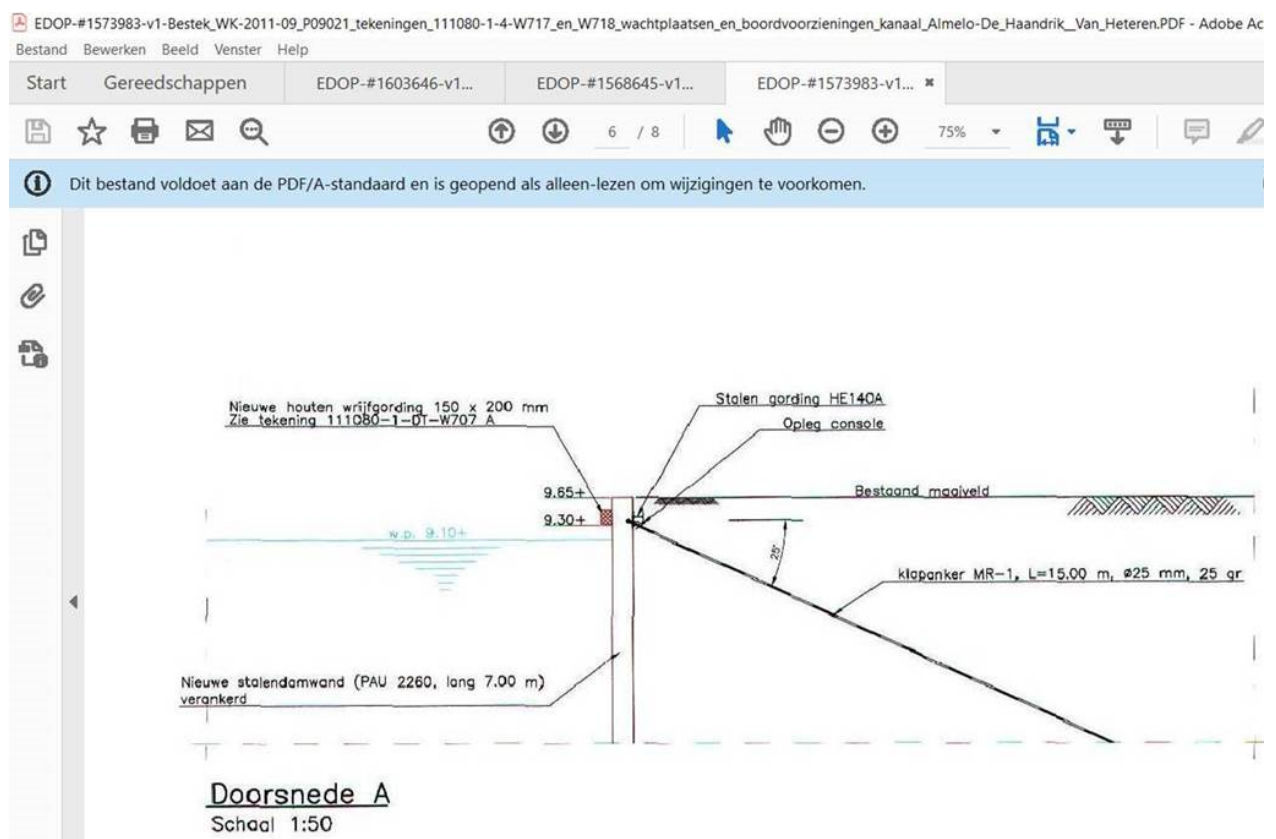 EDOP-#1573983-v1-Bestek_WK-2011-09_P09021_tekeningen_111080-1-4-W717_en_W718_wachtplaatsen_en_boordvoorzieningen_kanaal_Almelo-De_Haandrik__Van_Heteren.PDF - Adobe Ac
Bestand Bewerken Beeld Venster Help
Start Gereedschappen EDOP-#1603646-v1... EDOP-#1568645-v1... EDOP-#1573983-v1...
6 / 8 75%
Dit bestand voldoet aan de PDF/A-standaard en is geopend als alleen-lezen om wijzigingen te voorkomen.
Nieuwe houten wrijfgording 150 x 200 mm
Zie tekening 111080-1-DT-W707 A
Stalen gording HE140A
Opleg console
9.65+
Bestaand maaiveld
9.30+
w.p. 9.10+
25°
klapanker MR-1, L=15.00 m, ø25 mm, 25 gr
Nieuwe stalendamwand (PAU 2260, lang 7.00 m)
verankerd
Doorsnede A
Schaal 1:50